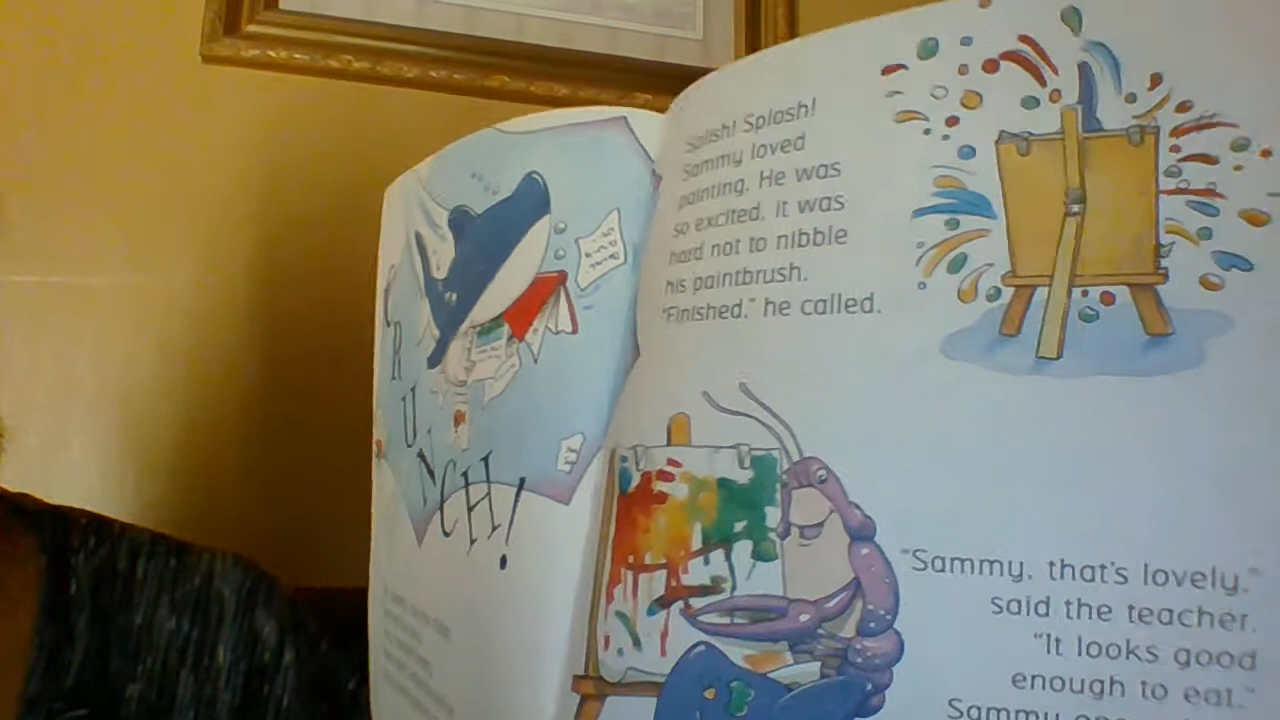 CRUNCH!
Splish! Splash!
Sammy loved
painting. He was
so excited, it was
hard not to nibble
his paintbrush.
"Finished," he called.
"Sammy, that's lovely,"
said the teacher.
"It looks good
enough to eat."
Sammy